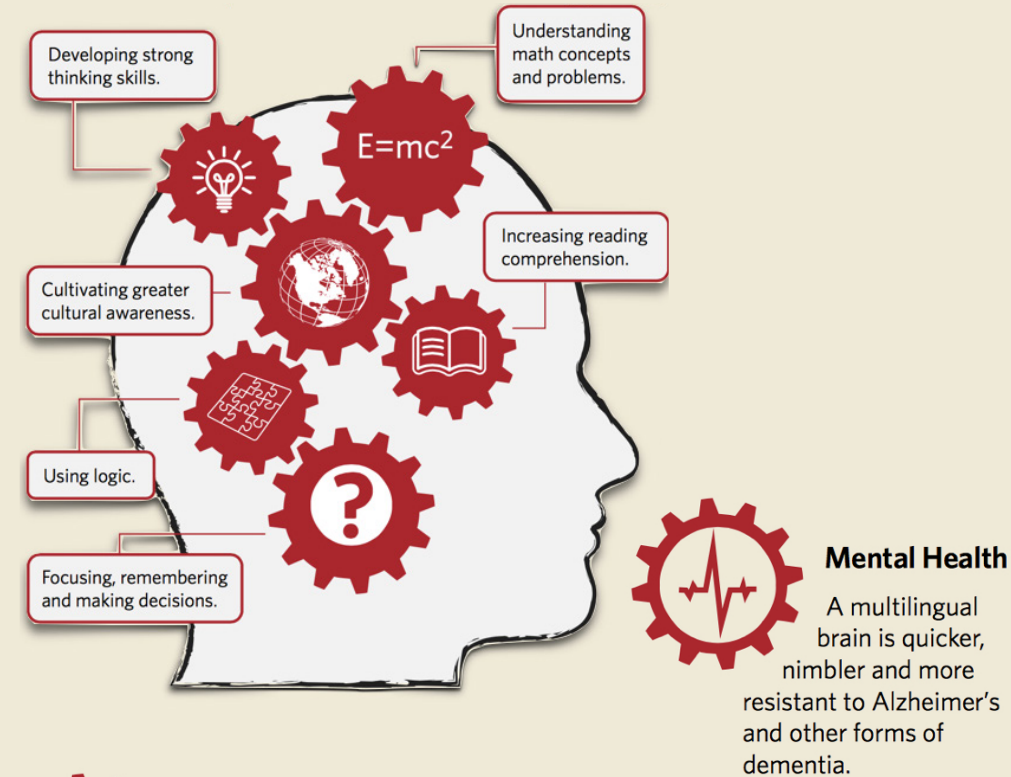 Developing strong
thinking skills.
Understanding
math concepts
and problems.
E=mc²
Increasing reading
comprehension.
Cultivating greater
cultural awareness.
Using logic.
?
Focusing, remembering
and making decisions.
Mental Health
A multilingual
brain is quicker,
nimbler and more
resistant to Alzheimer's
and other forms of
dementia.